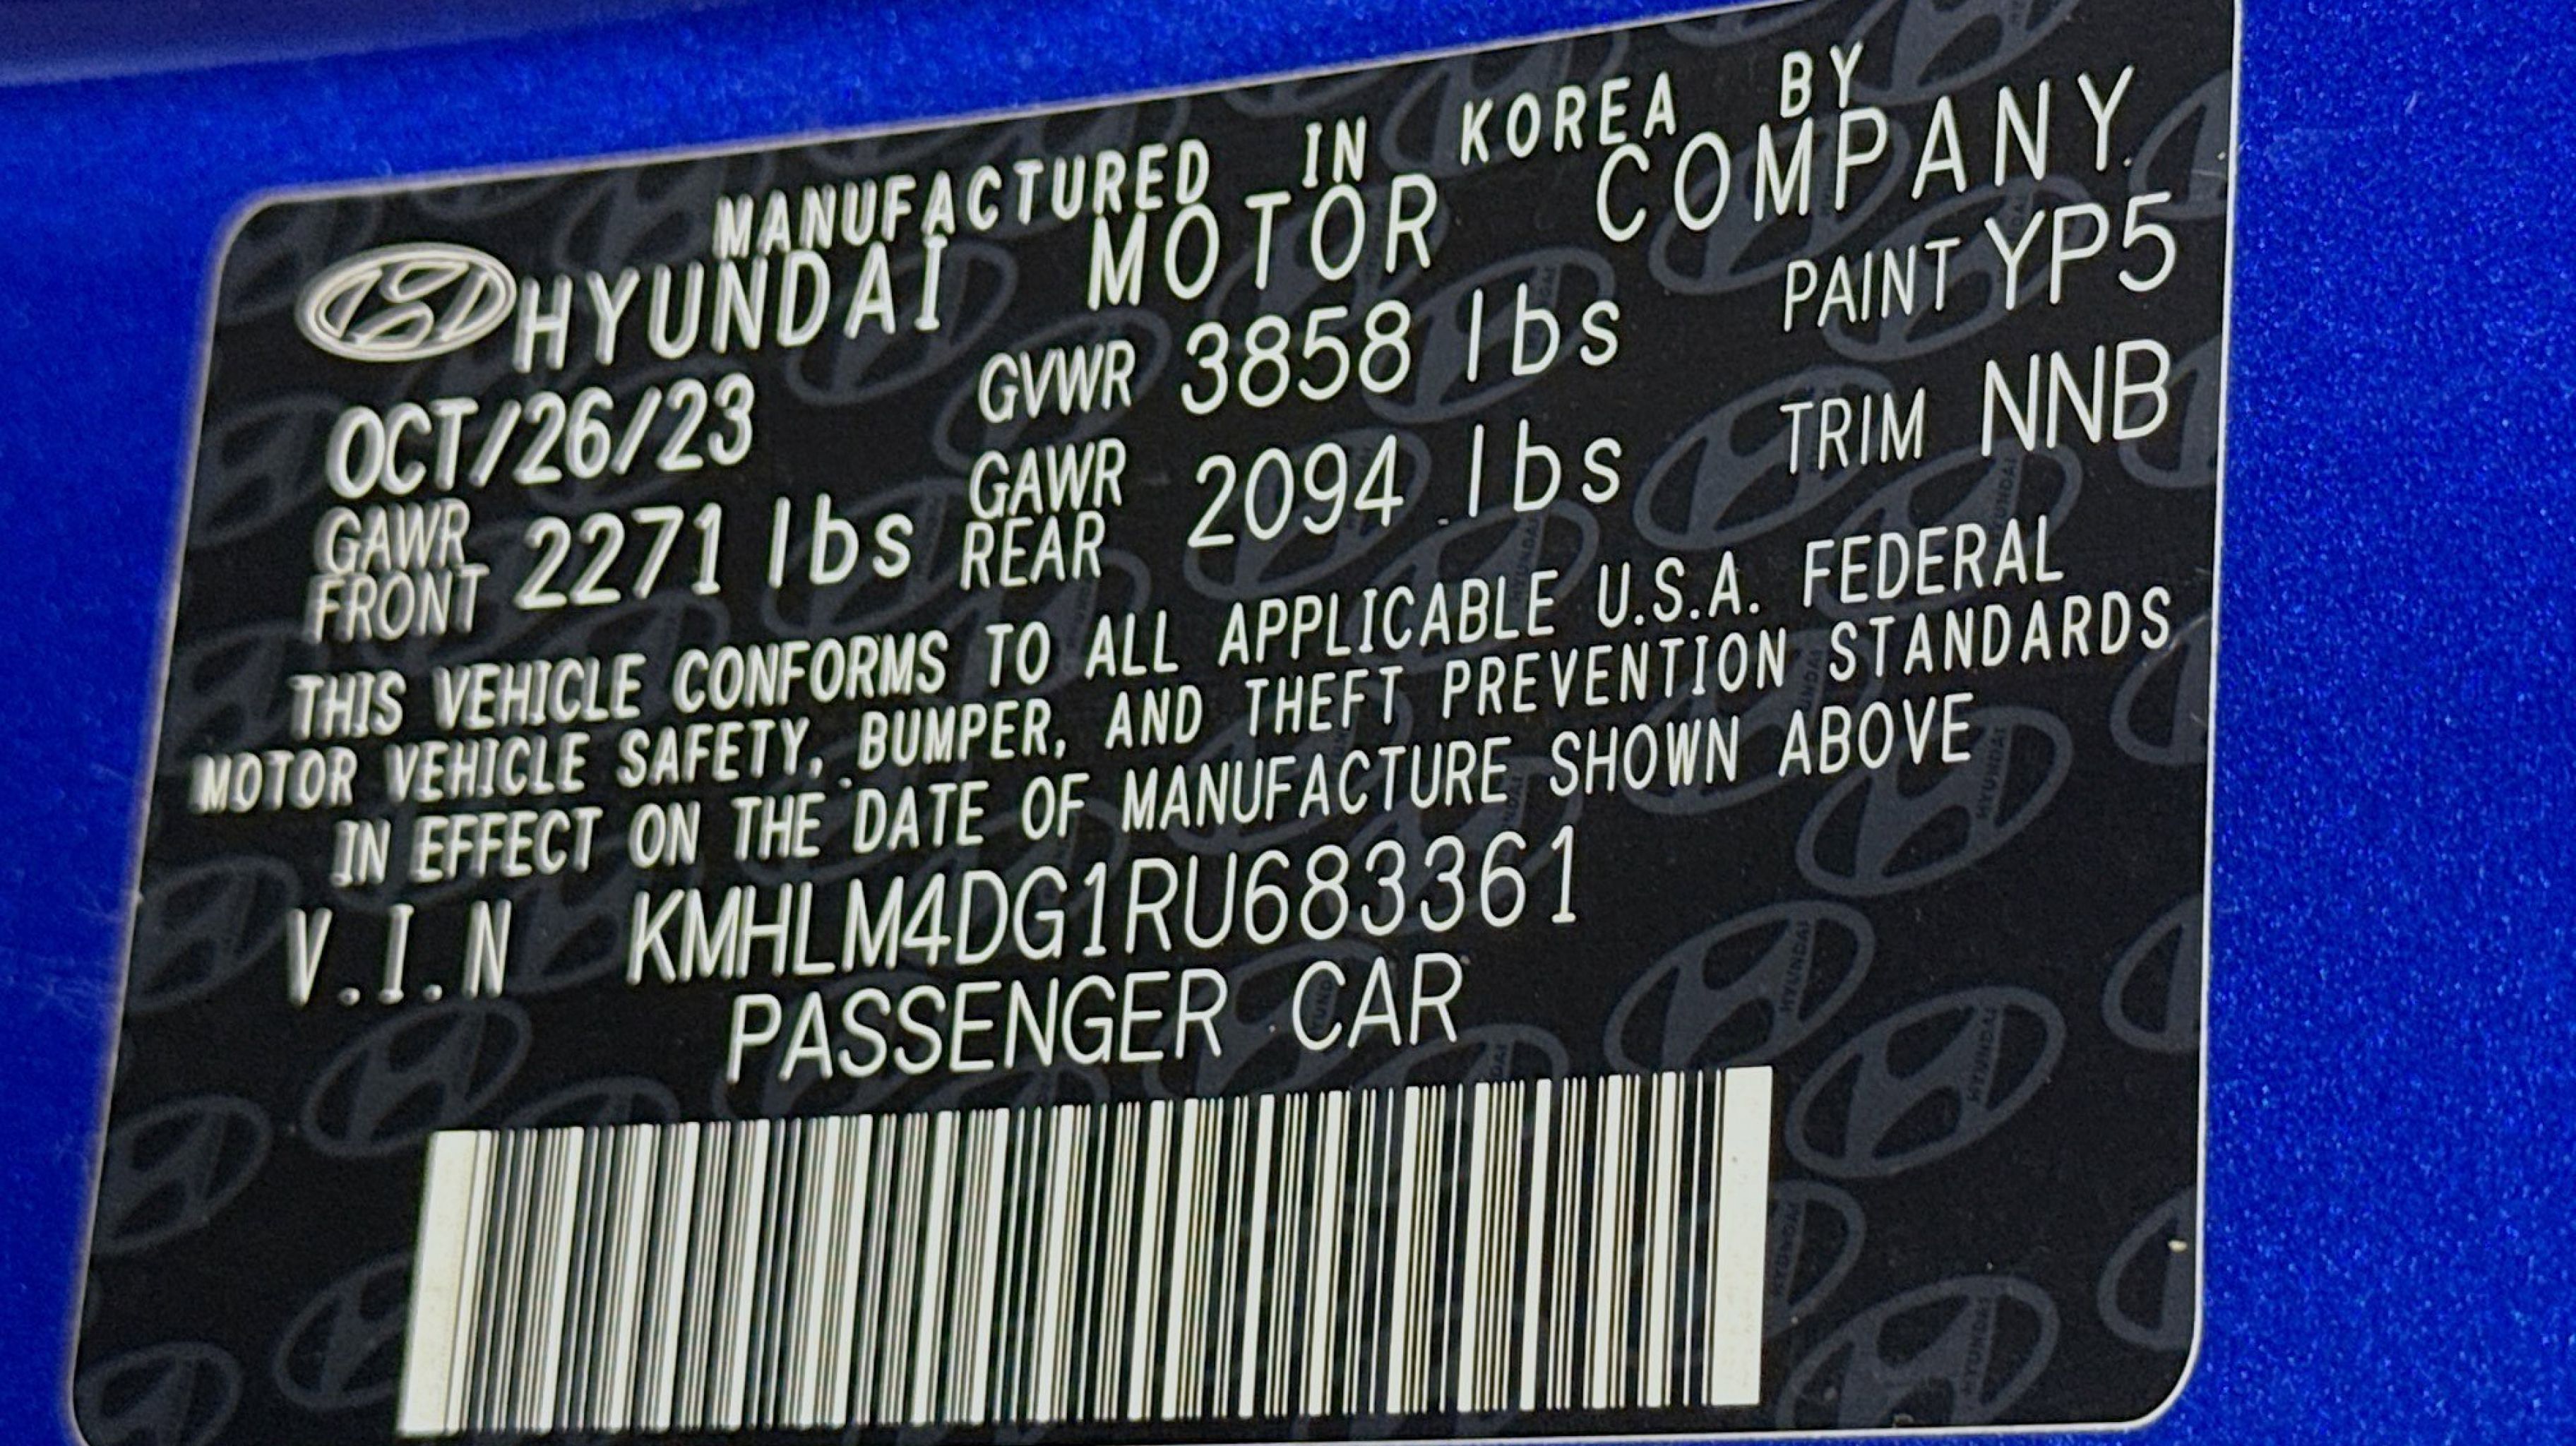 MANUFACTURED IN KOREA BY
HYUNDAI MOTOR COMPANY
OCT/26/23 GVWR 3858 lbs PAINT YP5
GAWR FRONT 2271 lbs GAWR REAR 2094 lbs TRIM NNB
THIS VEHICLE CONFORMS TO ALL APPLICABLE U.S.A. FEDERAL
MOTOR VEHICLE SAFETY, BUMPER, AND THEFT PREVENTION STANDARDS
IN EFFECT ON THE DATE OF MANUFACTURE SHOWN ABOVE
V.I.N KMHLM4DG1RU683361
PASSENGER CAR